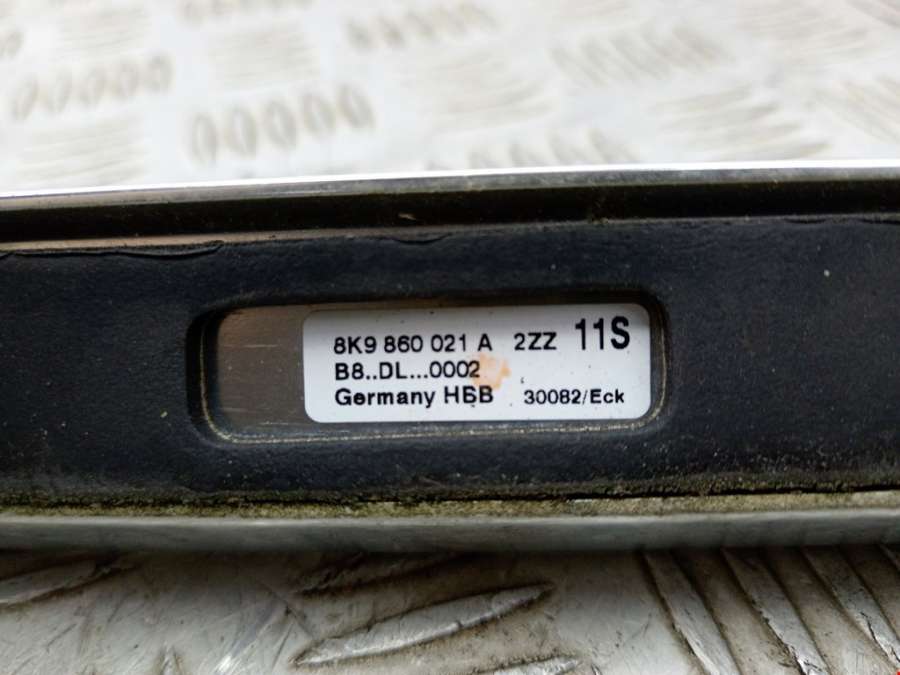 8K9 860 021 A 2ZZ 11S
B8..DL...0002
Germany HBB 30082/Eck